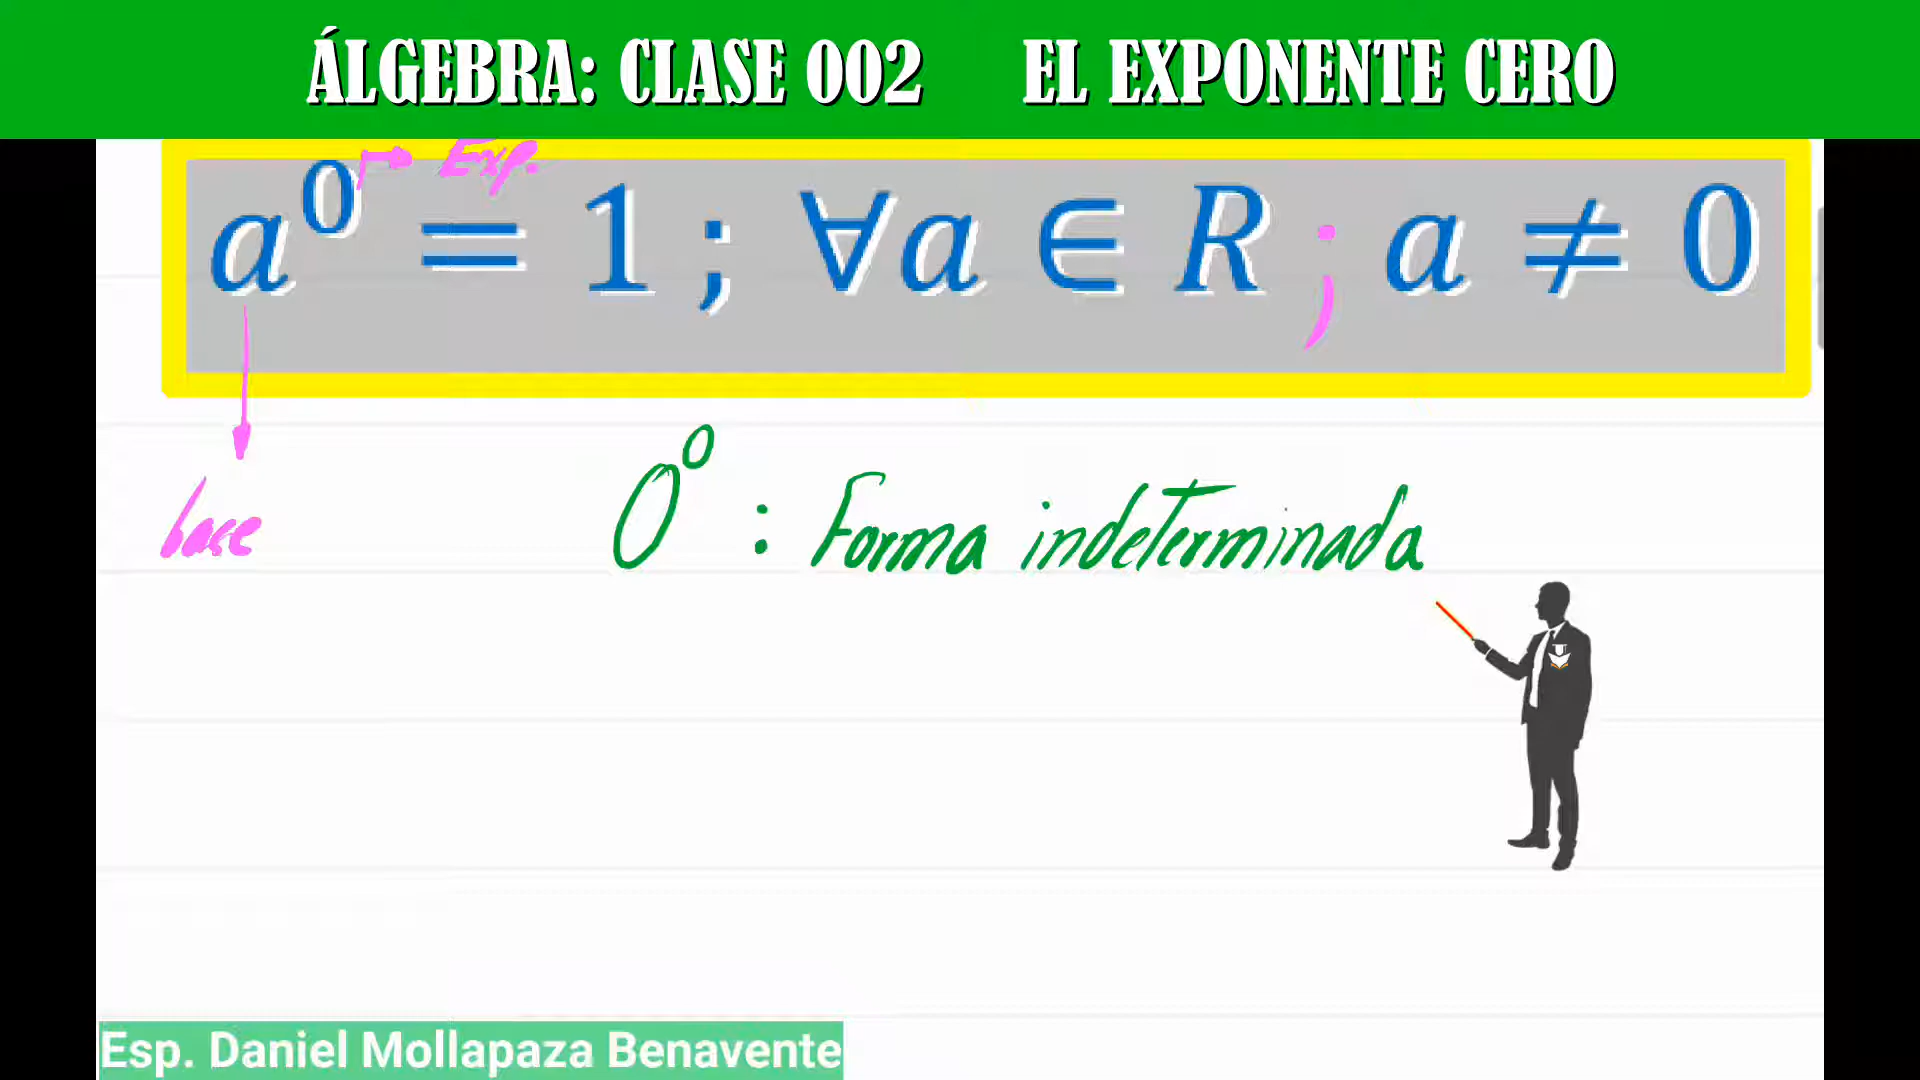 ÁLGEBRA: CLASE 002 EL EXPONENTE CERO
Exp.
a⁰ = 1 ; ∀a ∈ R ; a ≠ 0
base
0⁰ : Forma indeterminada
Esp. Daniel Mollapaza Benavente